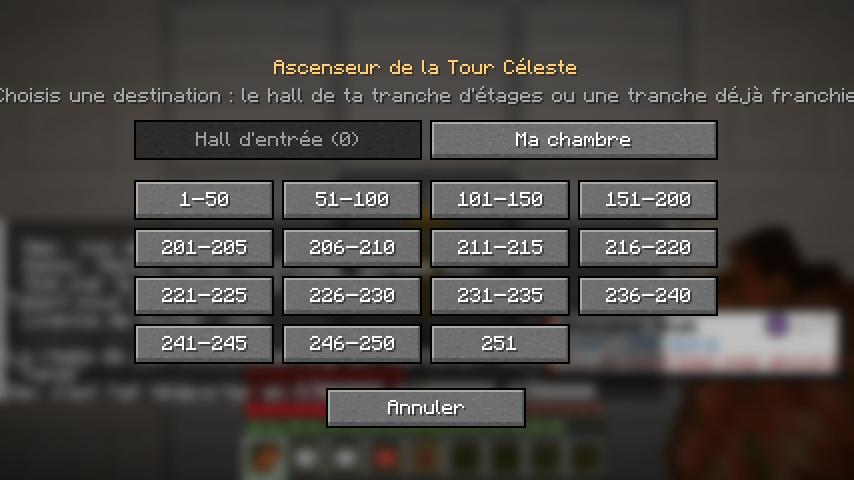 Ascenseur de la Tour Céleste
Choisis une destination : le hall de ta tranche d'étages ou une tranche déjà franchie
Hall d'entrée (0) Ma chambre
1-50 51-100 101-150 151-200
201-205 206-210 211-215 216-220
221-225 226-230 231-235 236-240
241-245 246-250 251
Annuler